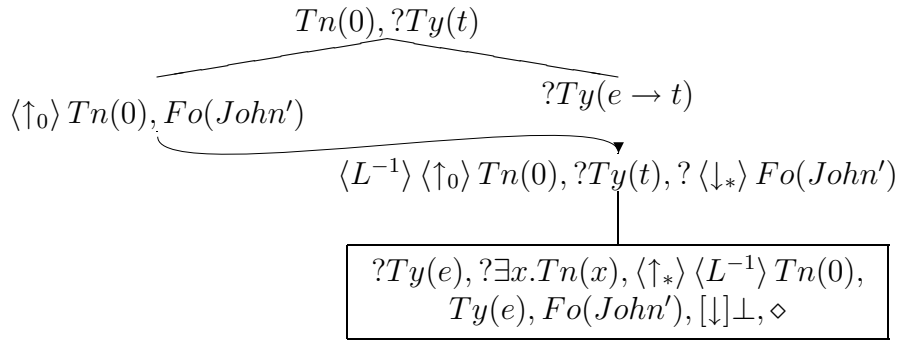 Tn(0), ?Ty(t)
?Ty(e → t)
⟨↑₀⟩ Tn(0), Fo(John′)
⟨L⁻¹⟩ ⟨↑₀⟩ Tn(0), ?Ty(t), ? ⟨↓∗⟩ Fo(John′)
?Ty(e), ?∃x.Tn(x), ⟨↑∗⟩ ⟨L⁻¹⟩ Tn(0),
Ty(e), Fo(John′), [↓]⊥, ⋄